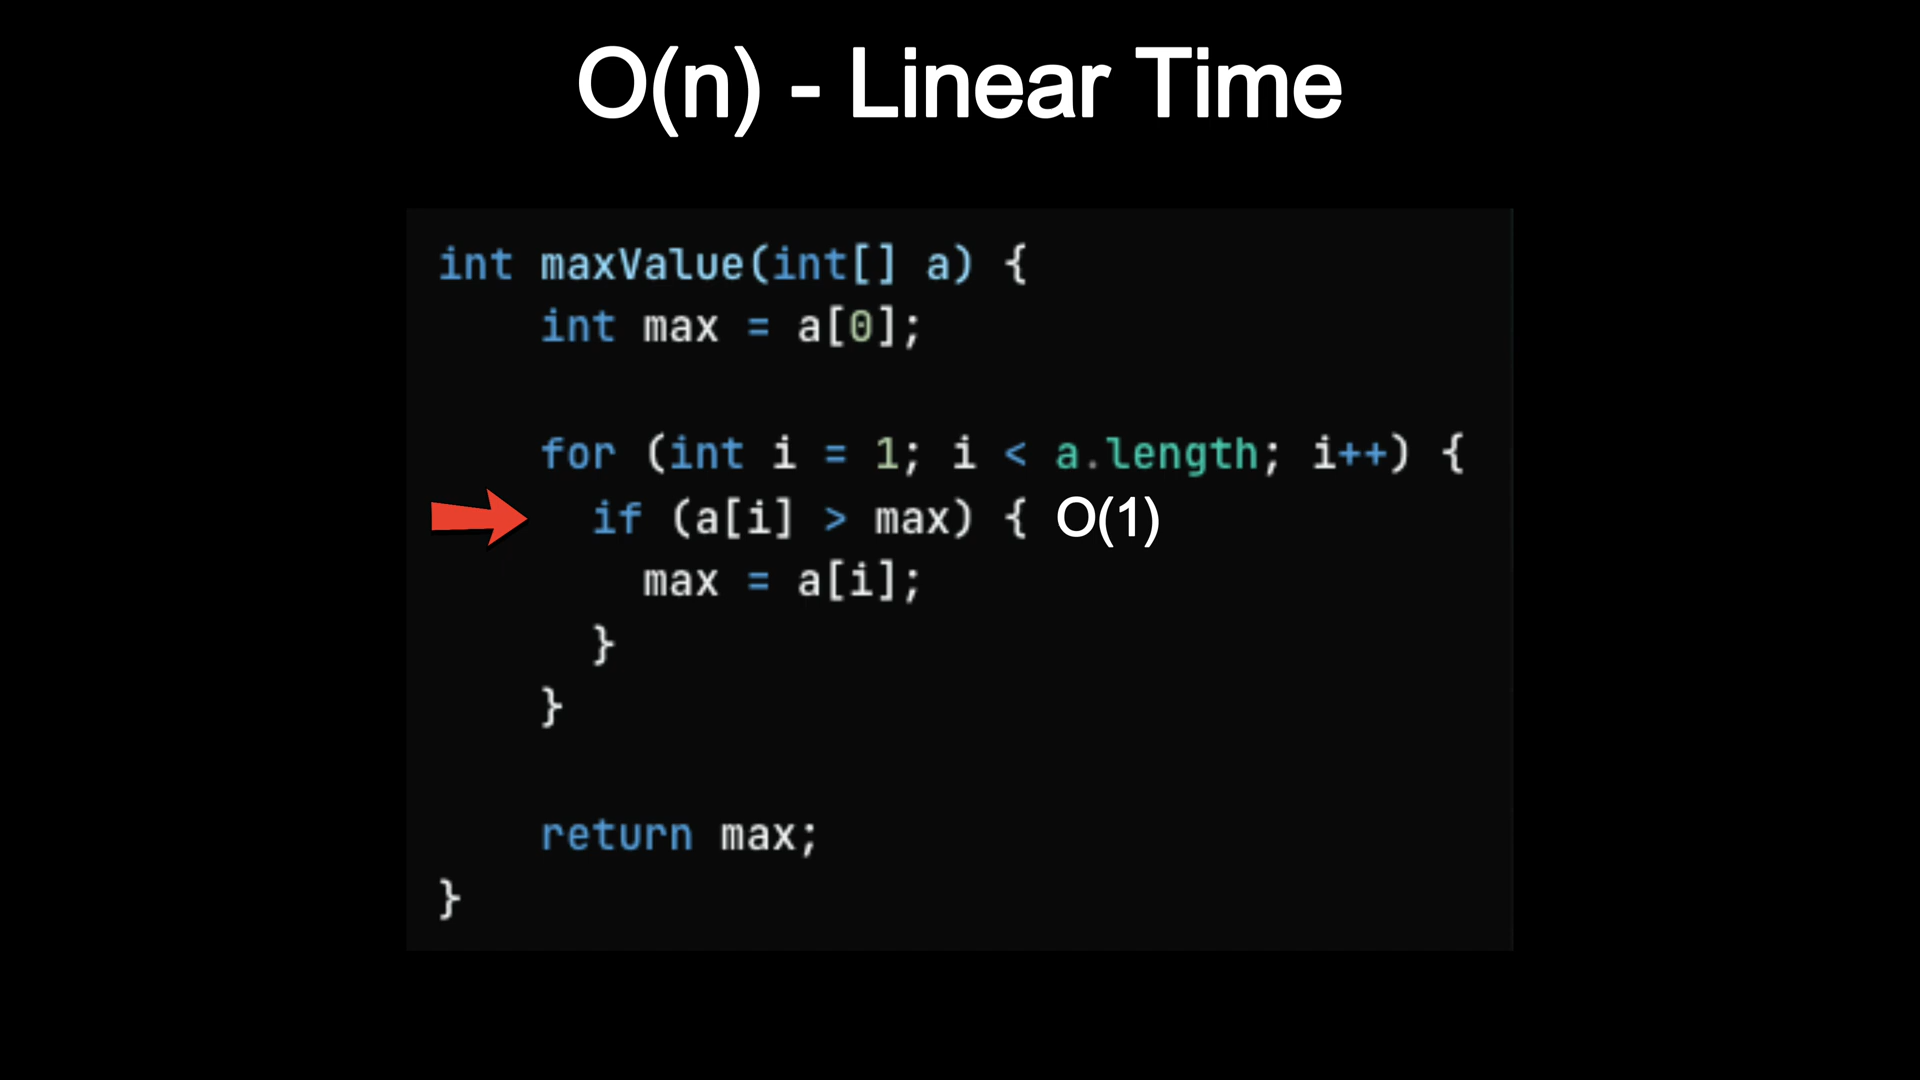 O(n) - Linear Time
int maxValue(int[] a) {
int max = a[0];
for (int i = 1; i < a.length; i++) {
if (a[i] > max) { O(1)
max = a[i];
}
}
return max;
}